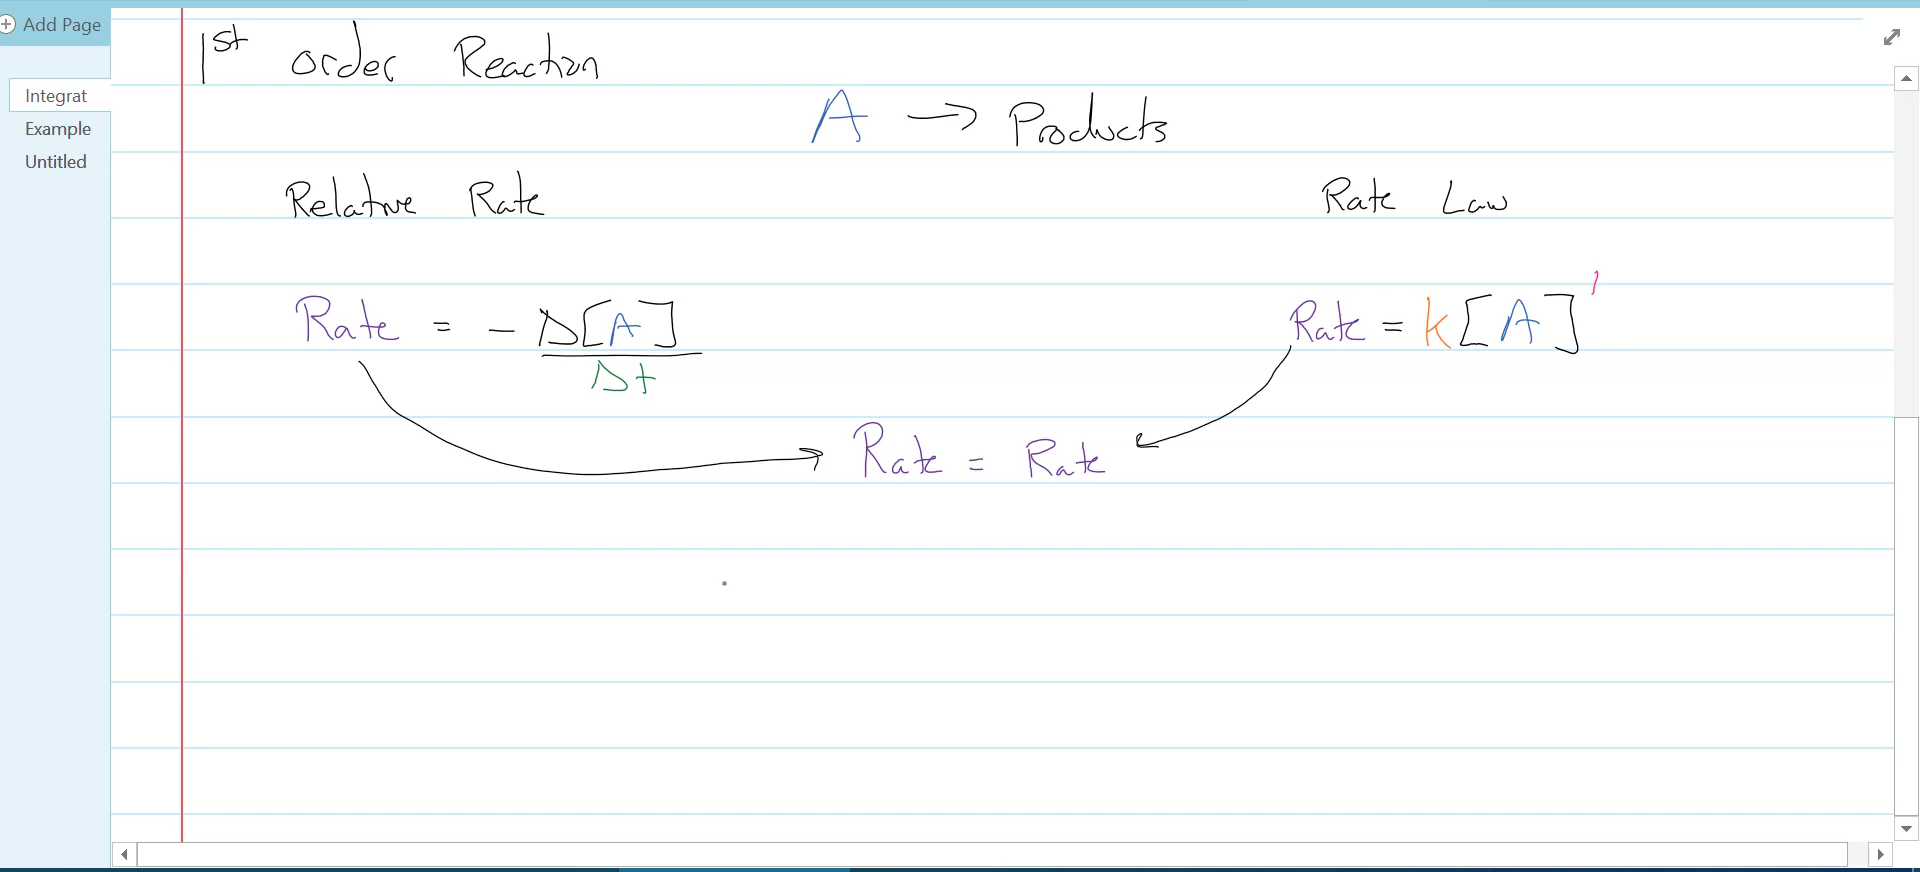 Add Page
Integrat
Example
Untitled
1st order Reaction
A → Products
Relative Rate
Rate Law
Rate = - Δ[A]
Δt
Rate = k[A]^1
Rate = Rate